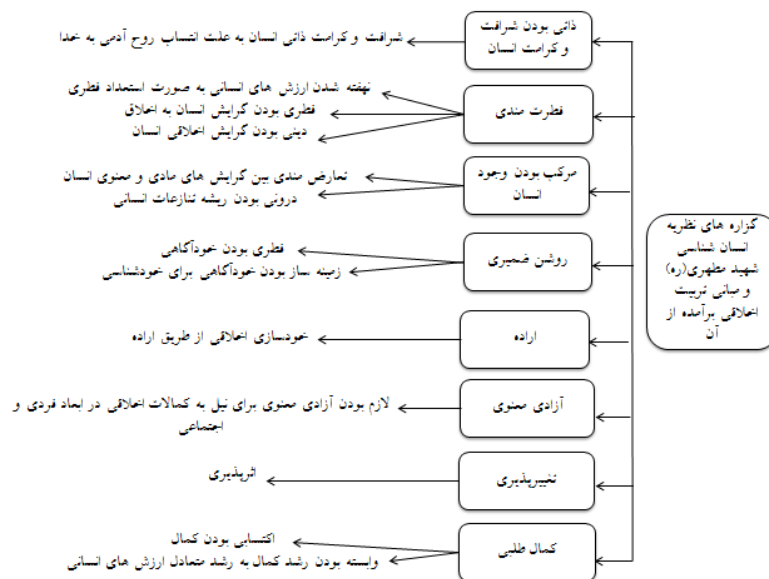 گزاره های نظریه
انسان شناسی
شهید مطهری(ره)
و مبانی تربیت
اخلاقی برآمده از
آن
ذاتی بودن شرافت
و کرامت انسان
شرافت و کرامت ذاتی انسان به علت انتساب روح آدمی به خدا
فطرت مندی
نهفته شدن ارزش های انسانی به صورت استعداد فطری
فطری بودن گرایش انسان به اخلاق
دینی بودن گرایش اخلاقی انسان
مرکب بودن وجود
انسان
تعارض مندی بین گرایش های مادی و معنوی انسان
درونی بودن ریشه تنازعات انسانی
روشن ضمیری
فطری بودن خودآگاهی
زمینه ساز بودن خودآگاهی برای خودشناسی
اراده
خودسازی اخلاقی از طریق اراده
آزادی معنوی
لازم بودن آزادی معنوی برای نیل به کمالات اخلاقی در ابعاد فردی و
اجتماعی
تغییرپذیری
اثرپذیری
کمال طلبی
اکتسابی بودن کمال
وابسته بودن رشد کمال به رشد متعادل ارزش های انسانی